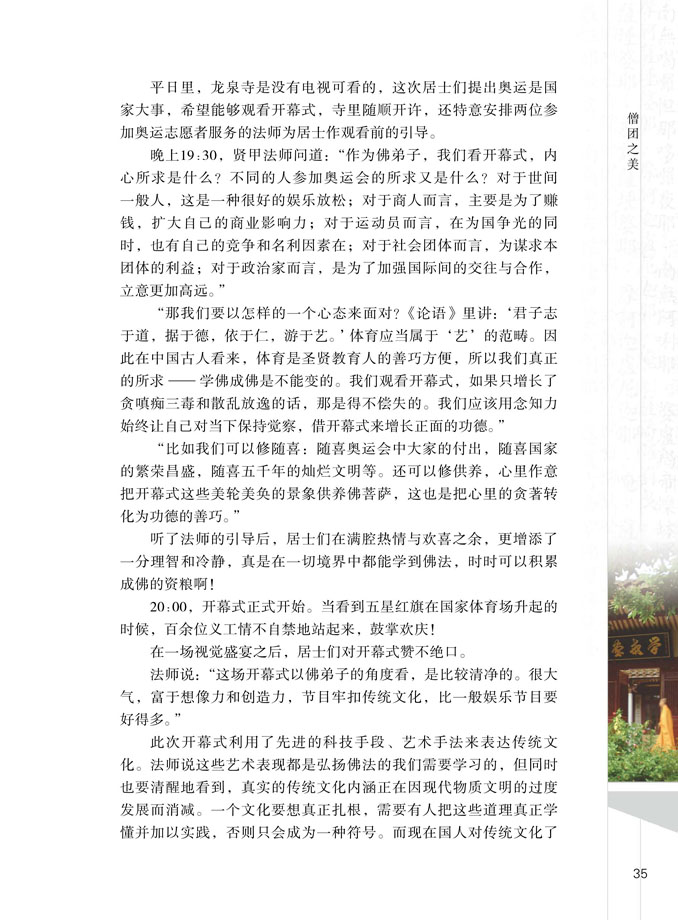 平日里，龙泉寺是没有电视可看的，这次居士们提出奥运是国
家大事，希望能够观看开幕式，寺里随顺开许，还特意安排两位参
加奥运志愿者服务的法师为居士作观看前的引导。
晚上19:30，贤甲法师问道：“作为佛弟子，我们看开幕式，内
心所求是什么？不同的人参加奥运会的所求又是什么？对于世间
一般人，这是一种很好的娱乐放松；对于商人而言，主要是为了赚
钱，扩大自己的商业影响力；对于运动员而言，在为国争光的同
时，也有自己的竞争和名利因素在；对于社会团体而言，为谋求本
团体的利益；对于政治家而言，是为了加强国际间的交往与合作，
立意更加高远。”
“那我们要以怎样的一个心态来面对？《论语》里讲：‘君子志
于道，据于德，依于仁，游于艺。’体育应当属于‘艺’的范畴。因
此在中国古人看来，体育是圣贤教育人的善巧方便，所以我们真正
的所求 —— 学佛成佛是不能变的。我们观看开幕式，如果只增长了
贪嗔痴三毒和散乱放逸的话，那是得不偿失的。我们应该用念知力
始终让自己对当下保持觉察，借开幕式来增长正面的功德。”
“比如我们可以修随喜：随喜奥运会中大家的付出，随喜国家
的繁荣昌盛，随喜五千年的灿烂文明等。还可以修供养，心里作意
把开幕式这些美轮美奂的景象供养佛菩萨，这也是把心里的贪著转
化为功德的善巧。”
听了法师的引导后，居士们在满腔热情与欢喜之余，更增添了
一分理智和冷静，真是在一切境界中都能学到佛法，时时可以积累
成佛的资粮啊！
20:00，开幕式正式开始。当看到五星红旗在国家体育场升起的
时候，百余位义工情不自禁地站起来，鼓掌欢庆！
在一场视觉盛宴之后，居士们对开幕式赞不绝口。
法师说：“这场开幕式以佛弟子的角度看，是比较清净的。很大
气，富于想像力和创造力，节目牢扣传统文化，比一般娱乐节目要
好得多。”
此次开幕式利用了先进的科技手段、艺术手法来表达传统文
化。法师说这些艺术表现都是弘扬佛法的我们需要学习的，但同时
也要清醒地看到，真实的传统文化内涵正在因现代物质文明的过度
发展而消减。一个文化要想真正扎根，需要有人把这些道理真正学
懂并加以实践，否则只会成为一种符号。而现在国人对传统文化了
僧团之美
35